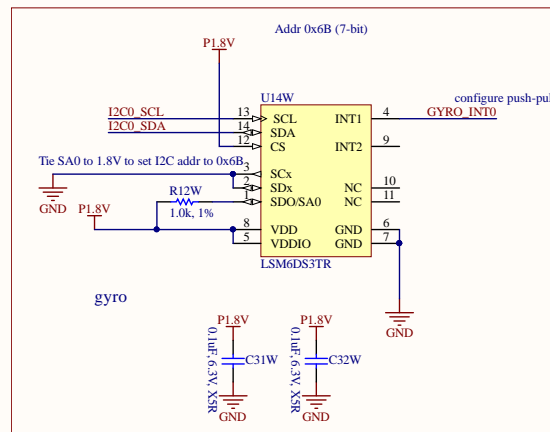 Addr 0x6B (7-bit)
P1.8V
U14W
configure push-pul
I2C0_SCL 13 SCL INT1 4 GYRO_INT0
I2C0_SDA 14 SDA
12 CS INT2 9
Tie SA0 to 1.8V to set I2C addr to 0x6B
3 SCx
2 SDx NC 10
GND R12W 1 SDO/SA0 NC 11
P1.8V 1.0k, 1%
8 VDD GND 6
5 VDDIO GND 7
LSM6DS3TR
gyro
GND
P1.8V P1.8V
0.1uF, 6.3V, X5R C31W 0.1uF, 6.3V, X5R C32W
GND GND